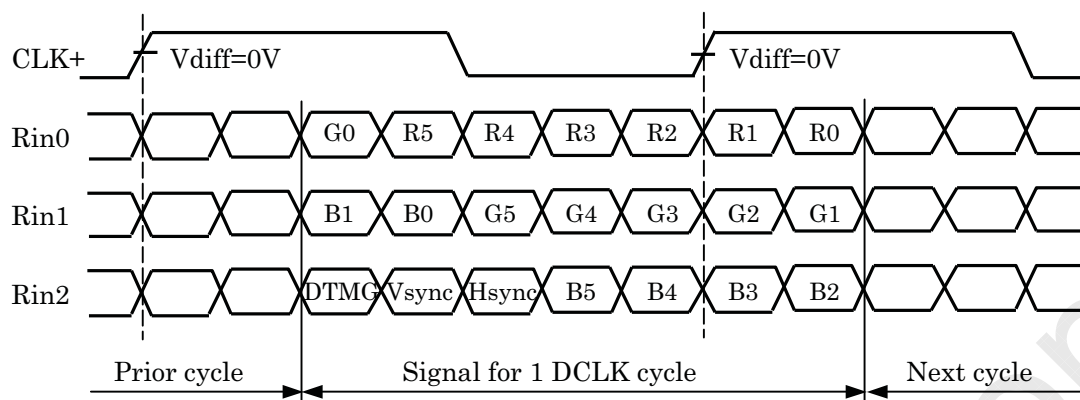 CLK+ Vdiff=0V Vdiff=0V
Rin0 G0 R5 R4 R3 R2 R1 R0
Rin1 B1 B0 G5 G4 G3 G2 G1
Rin2 DTMG Vsync Hsync B5 B4 B3 B2
Prior cycle Signal for 1 DCLK cycle Next cycle